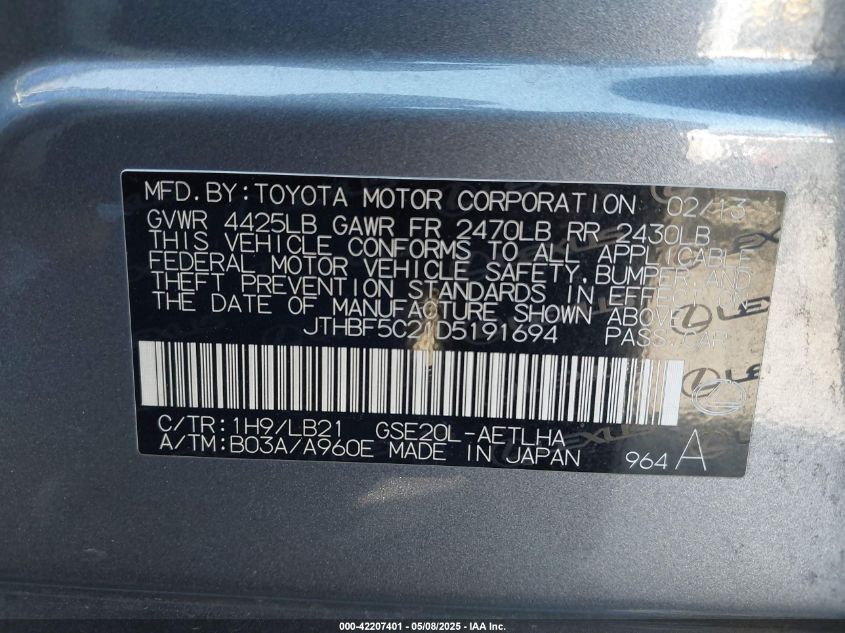 MFD.BY:TOYOTA MOTOR CORPORATION 02/13
GVWR 4425LB GAWR FR 2470LB RR 2430LB
THIS VEHICLE CONFORMS TO ALL APPLICABLE
FEDERAL MOTOR VEHICLE SAFETY, BUMPER, AND
THEFT PREVENTION STANDARDS IN EFFECT ON
THE DATE OF MANUFACTURE SHOWN ABOVE.
JTHBF5C21D5191694 PASS.CAR
C/TR:1H9/LB21 GSE20L-AETLHA
A/TM:B03A/A960E MADE IN JAPAN 964 A
000-42207401 - 05/08/2025 - IAA Inc.